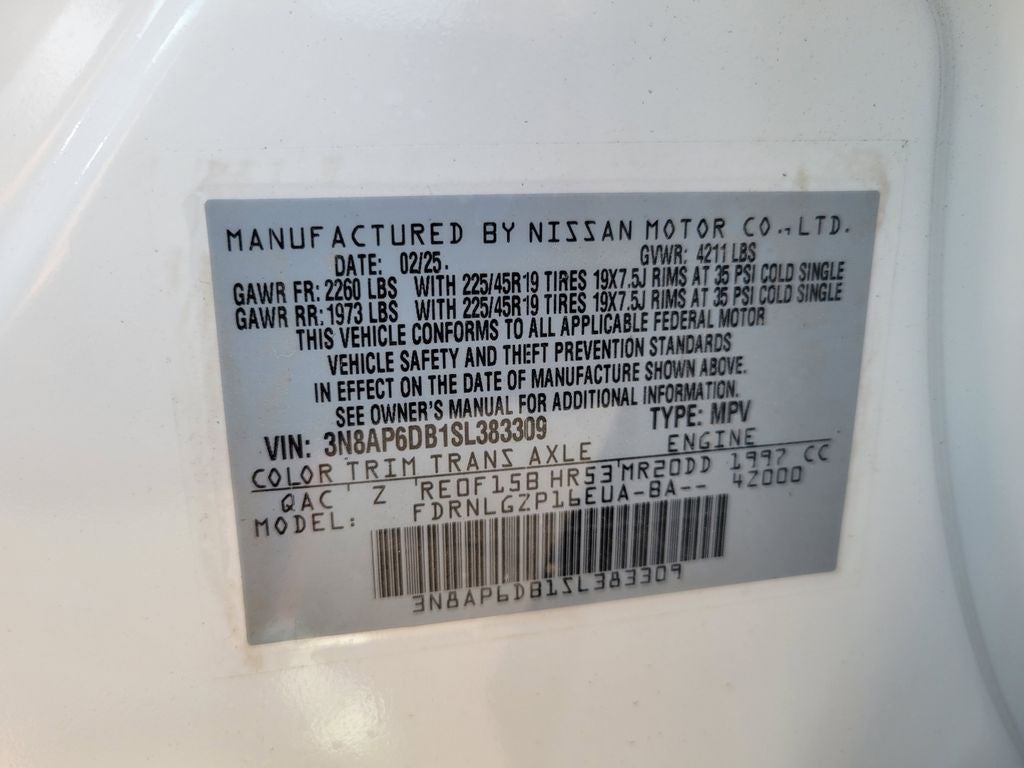 MANUFACTURED BY NISSAN MOTOR CO., LTD.
DATE: 02/25. GVWR: 4211 LBS
GAWR FR: 2260 LBS WITH 225/45R19 TIRES 19X7.5J RIMS AT 35 PSI COLD SINGLE
GAWR RR: 1973 LBS WITH 225/45R19 TIRES 19X7.5J RIMS AT 35 PSI COLD SINGLE
THIS VEHICLE CONFORMS TO ALL APPLICABLE FEDERAL MOTOR
VEHICLE SAFETY AND THEFT PREVENTION STANDARDS
IN EFFECT ON THE DATE OF MANUFACTURE SHOWN ABOVE.
SEE OWNER'S MANUAL FOR ADDITIONAL INFORMATION.
VIN: 3N8AP6DB1SL383309 TYPE: MPV
COLOR TRIM TRANS AXLE ENGINE
QAC Z RE0F15B HR53 MR20DD 1997 CC
MODEL: FDRNLGZP16EUA-BA-- 42000
3N8AP6DB1SL383309